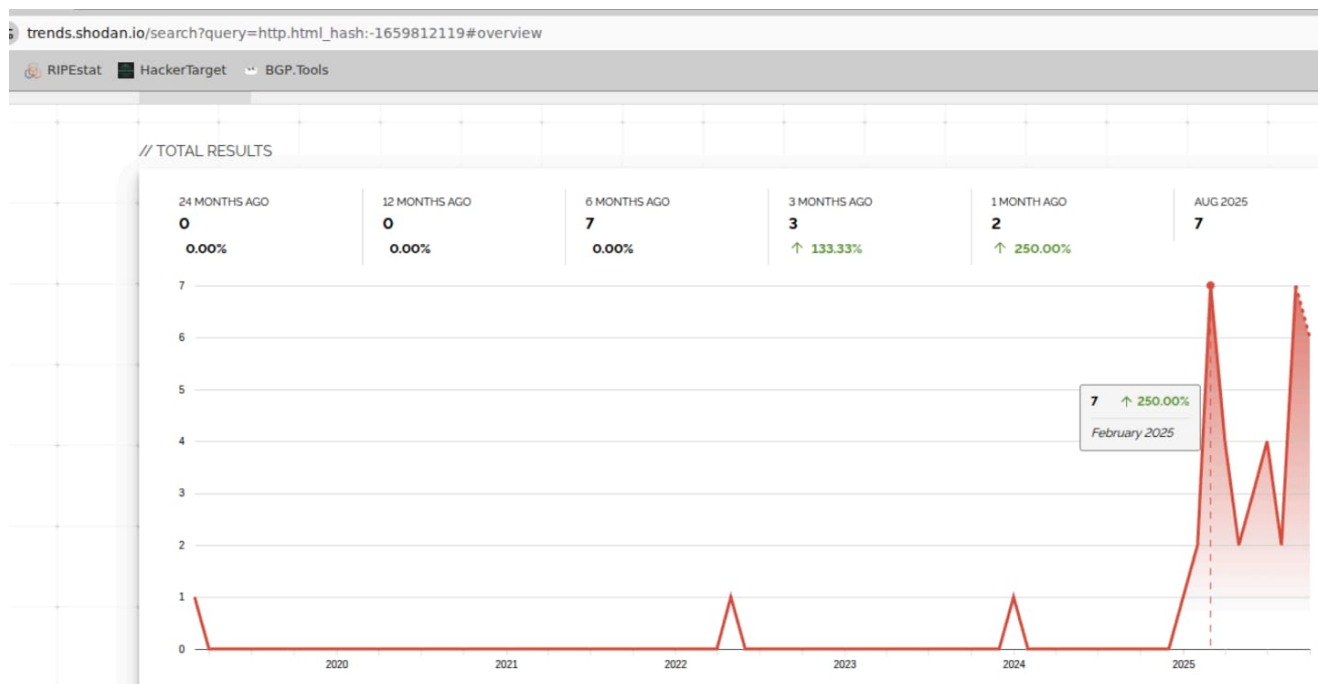 trends.shodan.io/search?query=http.html_hash:-1659812119#overview
RIPEstat HackerTarget BGP.Tools
// TOTAL RESULTS
24 MONTHS AGO
0
0.00%
12 MONTHS AGO
0
0.00%
6 MONTHS AGO
7
0.00%
3 MONTHS AGO
3
↑ 133.33%
1 MONTH AGO
2
↑ 250.00%
AUG 2025
7
7
6
5
4
3
2
1
0
7 ↑ 250.00%
February 2025
2020 2021 2022 2023 2024 2025